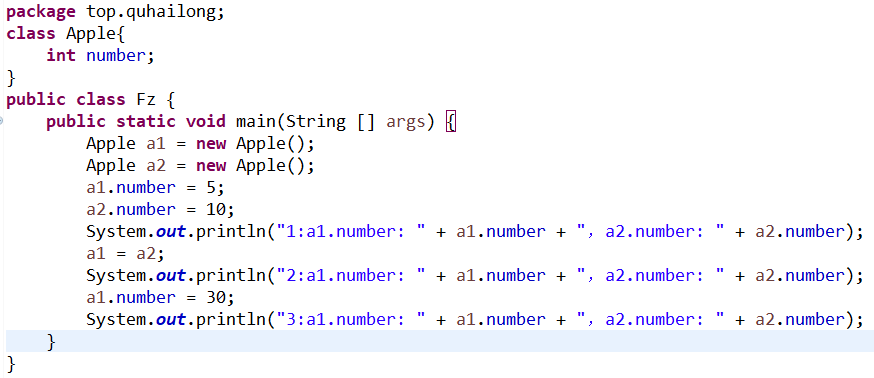 package top.quhailong;
class Apple{
    int number;
}
public class Fz {
    public static void main(String [] args) {
        Apple a1 = new Apple();
        Apple a2 = new Apple();
        a1.number = 5;
        a2.number = 10;
        System.out.println("1:a1.number: " + a1.number + "，a2.number: " + a2.number);
        a1 = a2;
        System.out.println("2:a1.number: " + a1.number + "，a2.number: " + a2.number);
        a1.number = 30;
        System.out.println("3:a1.number: " + a1.number + "，a2.number: " + a2.number);
    }
}